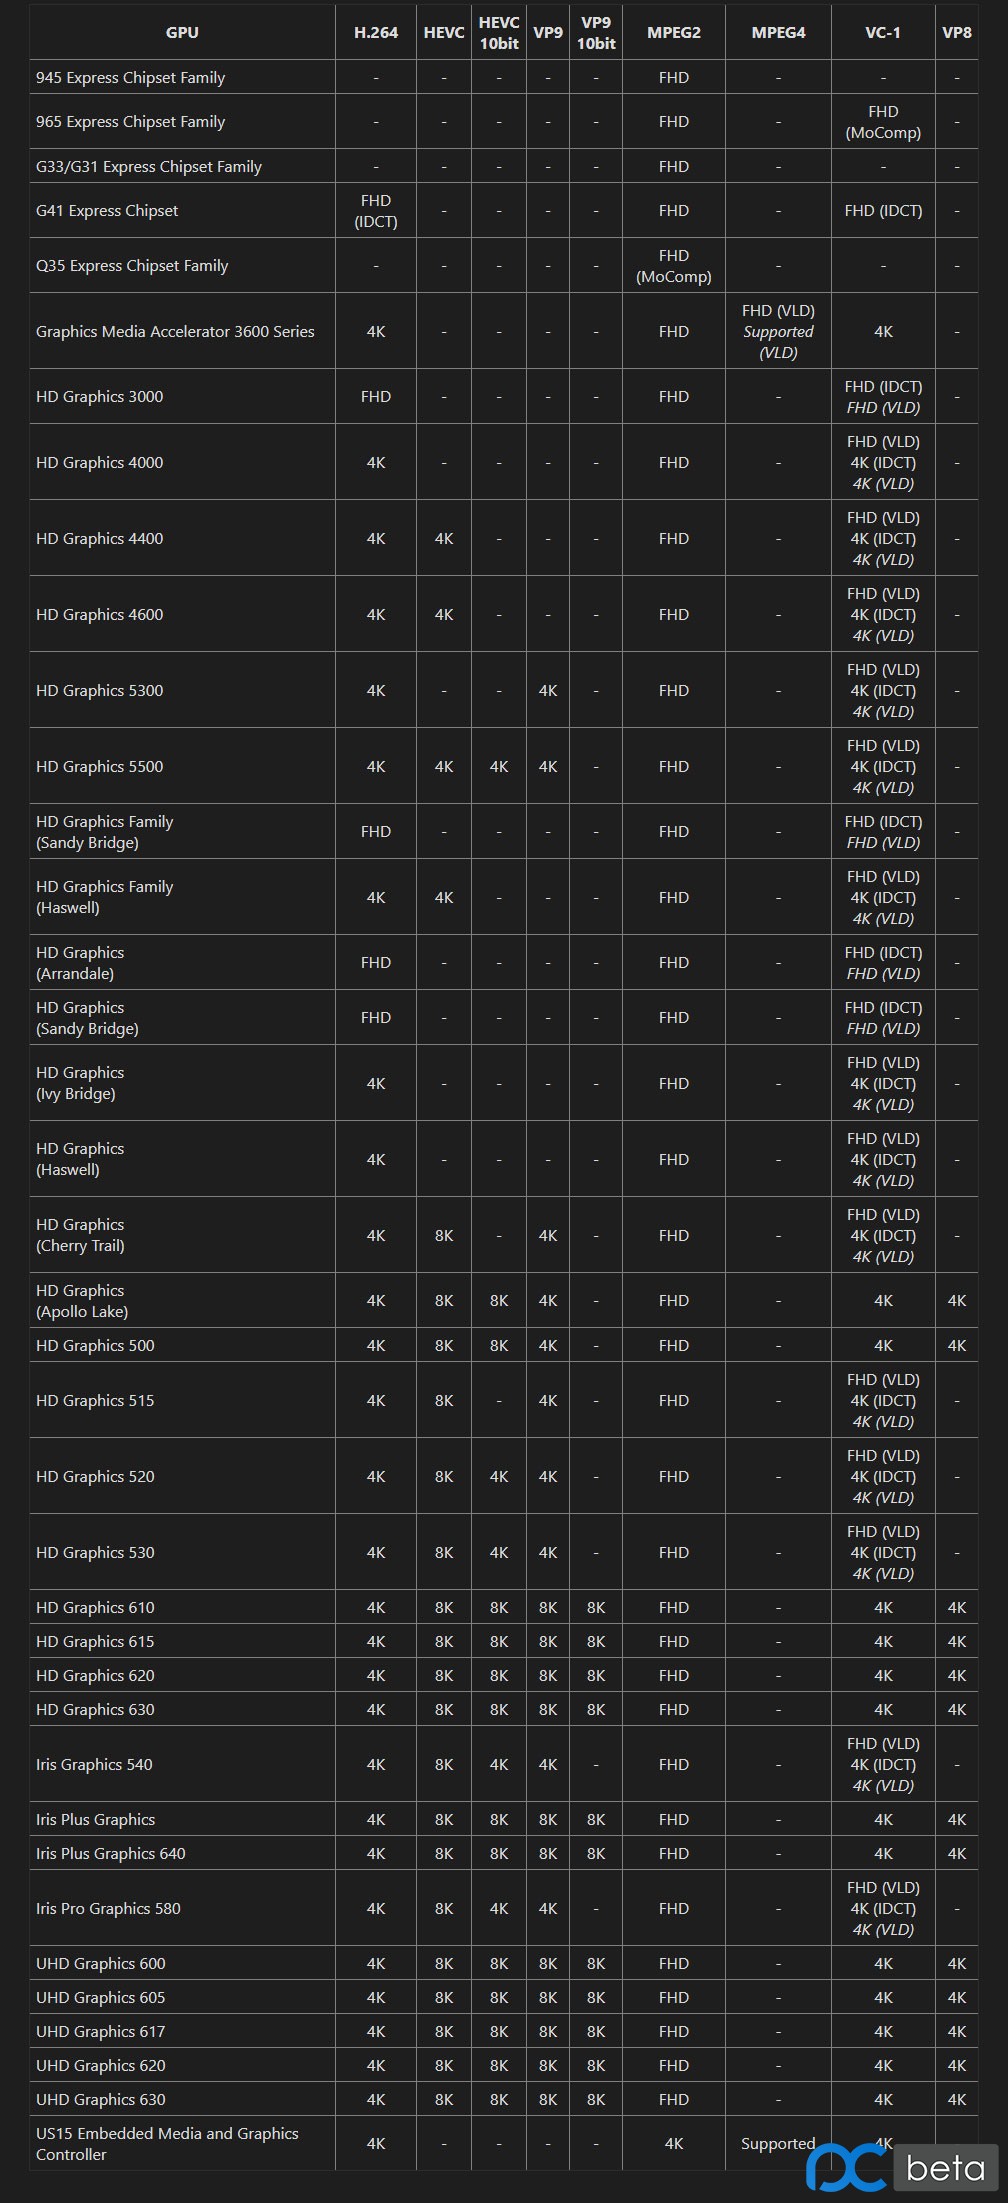 GPU H.264 HEVC HEVC 10bit VP9 VP9 10bit MPEG2 MPEG4 VC-1 VP8
945 Express Chipset Family - - - - - FHD - - -
965 Express Chipset Family - - - - - FHD - FHD (MoComp) -
G33/G31 Express Chipset Family - - - - - FHD - - -
G41 Express Chipset FHD (IDCT) - - - - FHD - FHD (IDCT) -
Q35 Express Chipset Family - - - - - FHD (MoComp) - - -
Graphics Media Accelerator 3600 Series 4K - - - - FHD FHD (VLD) Supported (VLD) 4K -
HD Graphics 3000 FHD - - - - FHD - FHD (IDCT) FHD (VLD) -
HD Graphics 4000 4K - - - - FHD - FHD (VLD) 4K (IDCT) 4K (VLD) -
HD Graphics 4400 4K 4K - - - FHD - FHD (VLD) 4K (IDCT) 4K (VLD) -
HD Graphics 4600 4K 4K - - - FHD - FHD (VLD) 4K (IDCT) 4K (VLD) -
HD Graphics 5300 4K - - 4K - FHD - FHD (VLD) 4K (IDCT) 4K (VLD) -
HD Graphics 5500 4K 4K 4K 4K - FHD - FHD (VLD) 4K (IDCT) 4K (VLD) -
HD Graphics Family (Sandy Bridge) FHD - - - - FHD - FHD (IDCT) FHD (VLD) -
HD Graphics Family (Haswell) 4K 4K - - - FHD - FHD (VLD) 4K (IDCT) 4K (VLD) -
HD Graphics (Arrandale) FHD - - - - FHD - FHD (IDCT) FHD (VLD) -
HD Graphics (Sandy Bridge) FHD - - - - FHD - FHD (IDCT) FHD (VLD) -
HD Graphics (Ivy Bridge) 4K - - - - FHD - FHD (VLD) 4K (IDCT) 4K (VLD) -
HD Graphics (Haswell) 4K - - - - FHD - FHD (VLD) 4K (IDCT) 4K (VLD) -
HD Graphics (Cherry Trail) 4K 8K - 4K - FHD - FHD (VLD) 4K (IDCT) 4K (VLD) -
HD Graphics (Apollo Lake) 4K 8K 8K 4K - FHD - 4K 4K
HD Graphics 500 4K 8K 8K 4K - FHD - 4K 4K
HD Graphics 515 4K 8K - 4K - FHD - FHD (VLD) 4K (IDCT) 4K (VLD) -
HD Graphics 520 4K 8K 4K 4K - FHD - FHD (VLD) 4K (IDCT) 4K (VLD) -
HD Graphics 530 4K 8K 4K 4K - FHD - FHD (VLD) 4K (IDCT) 4K (VLD) -
HD Graphics 610 4K 8K 8K 8K 8K FHD - 4K 4K
HD Graphics 615 4K 8K 8K 8K 8K FHD - 4K 4K
HD Graphics 620 4K 8K 8K 8K 8K FHD - 4K 4K
HD Graphics 630 4K 8K 8K 8K 8K FHD - 4K 4K
Iris Graphics 540 4K 8K 4K 4K - FHD - FHD (VLD) 4K (IDCT) 4K (VLD) -
Iris Plus Graphics 4K 8K 8K 8K 8K FHD - 4K 4K
Iris Plus Graphics 640 4K 8K 8K 8K 8K FHD - 4K 4K
Iris Pro Graphics 580 4K 8K 4K 4K - FHD - FHD (VLD) 4K (IDCT) 4K (VLD) -
UHD Graphics 600 4K 8K 8K 8K 8K FHD - 4K 4K
UHD Graphics 605 4K 8K 8K 8K 8K FHD - 4K 4K
UHD Graphics 617 4K 8K 8K 8K 8K FHD - 4K 4K
UHD Graphics 620 4K 8K 8K 8K 8K FHD - 4K 4K
UHD Graphics 630 4K 8K 8K 8K 8K FHD - 4K 4K
US15 Embedded Media and Graphics Controller 4K - - - - 4K Supported 4K
pc beta